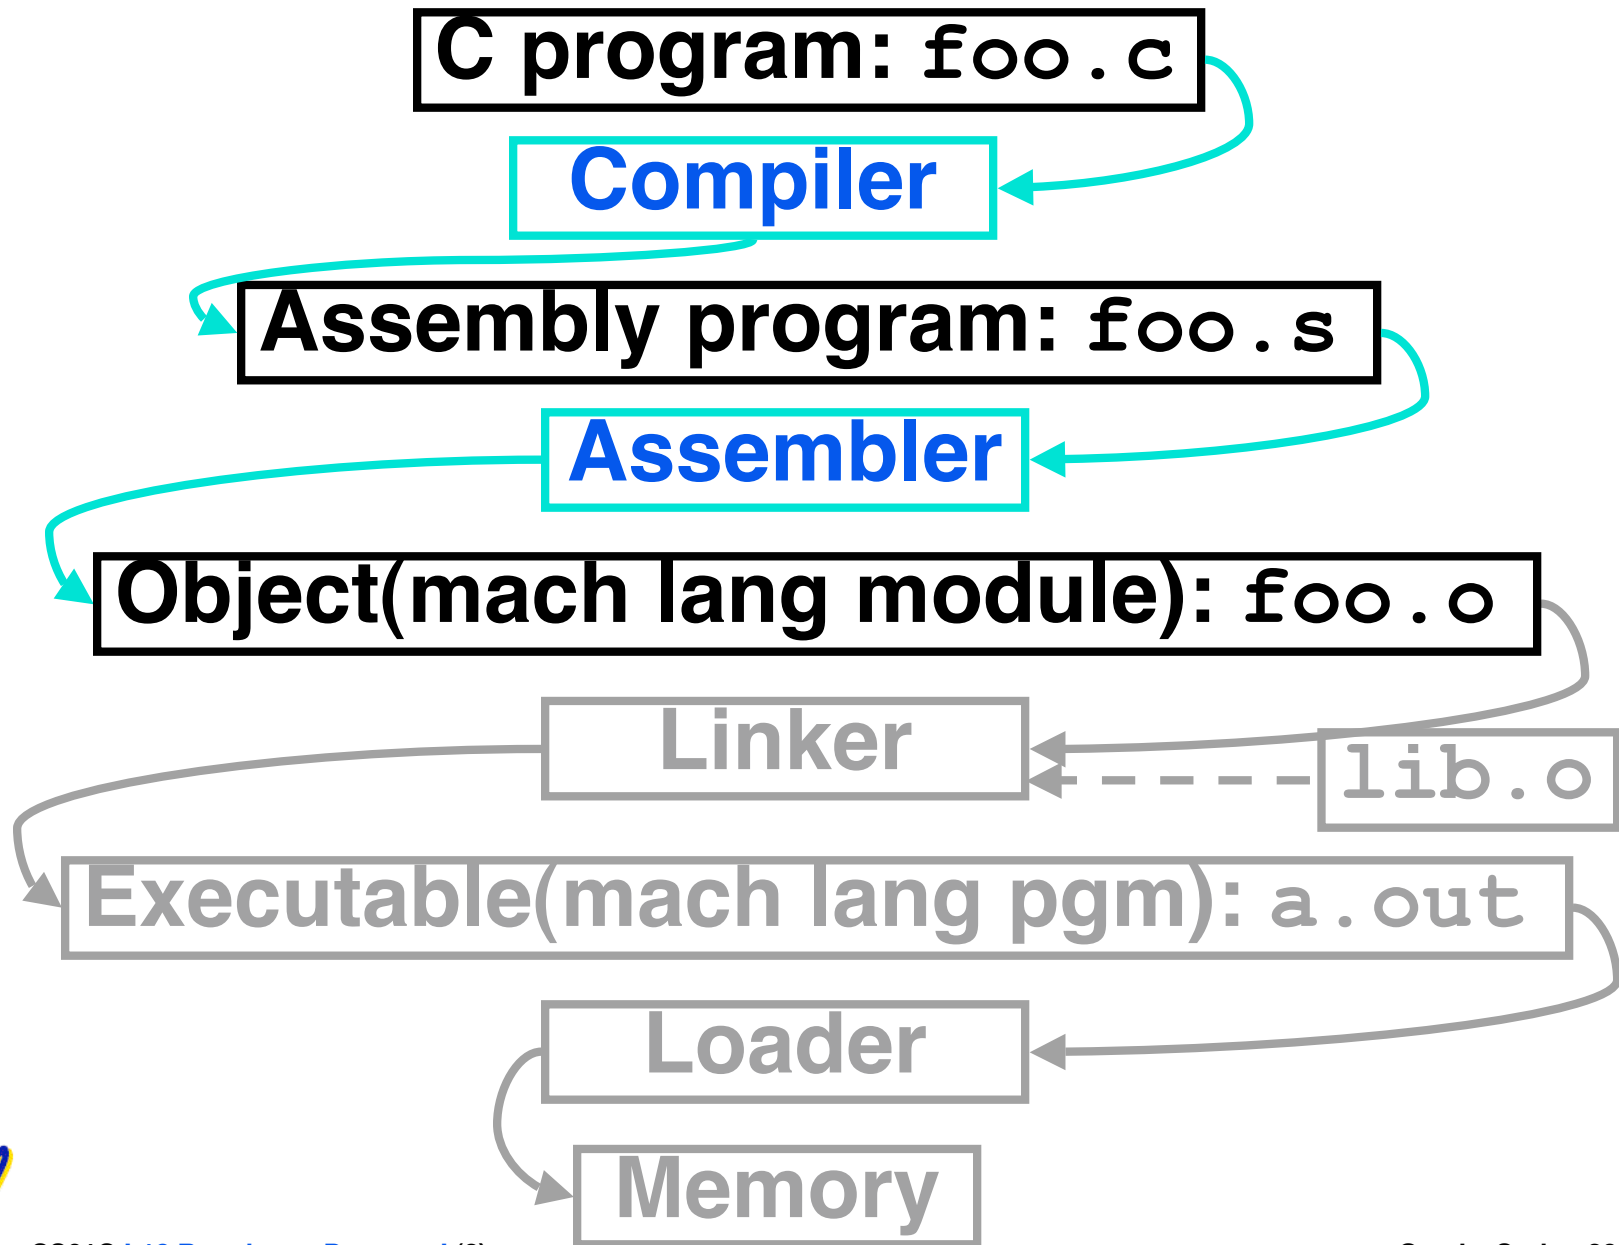 C program: foo.c
Compiler
Assembly program: foo.s
Assembler
Object(mach lang module): foo.o
Linker
lib.o
Executable(mach lang pgm): a.out
Loader
Memory